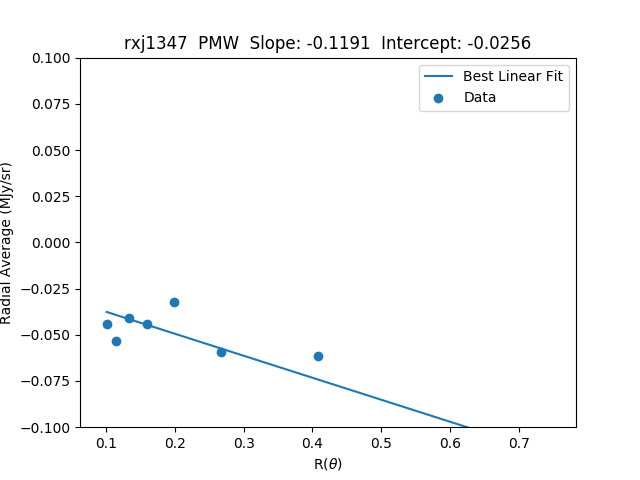 rxj1347  PMW  Slope: -0.1191  Intercept: -0.0256
Best Linear Fit
Data
0.100
0.075
0.050
0.025
0.000
−0.025
−0.050
−0.075
−0.100
Radial Average (MJy/sr)
0.1 0.2 0.3 0.4 0.5 0.6 0.7
R(θ)